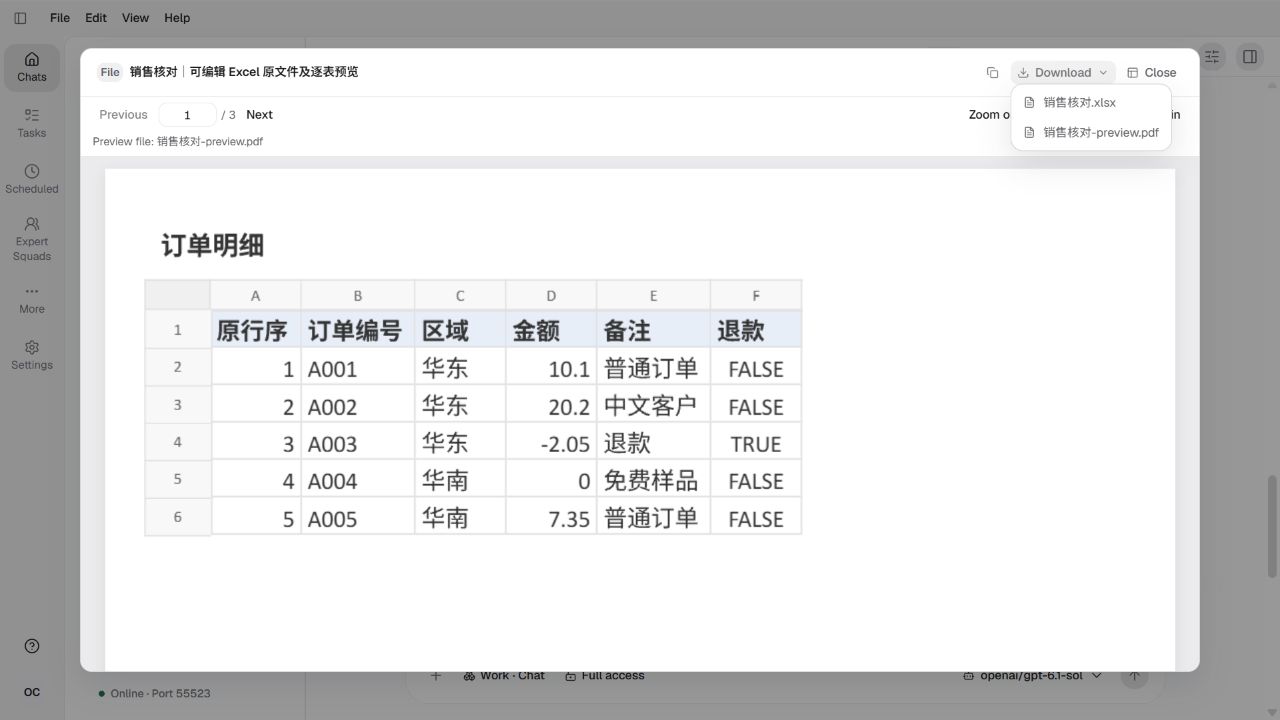 File Edit View Help
Chats
Tasks
Scheduled
Expert
Squads
More
Settings
OC
File 销售核对｜可编辑 Excel 原文件及逐表预览
Download
Close
销售核对.xlsx
销售核对-preview.pdf
Previous 1 / 3 Next
Zoom o
in
Preview file: 销售核对-preview.pdf
订单明细
A B C D E F
1 原行序 订单编号 区域 金额 备注 退款
2 1 A001 华东 10.1 普通订单 FALSE
3 2 A002 华东 20.2 中文客户 FALSE
4 3 A003 华东 -2.05 退款 TRUE
5 4 A004 华南 0 免费样品 FALSE
6 5 A005 华南 7.35 普通订单 FALSE
Online · Port 55523
Work · Chat
Full access
openai/gpt-6.1-sol